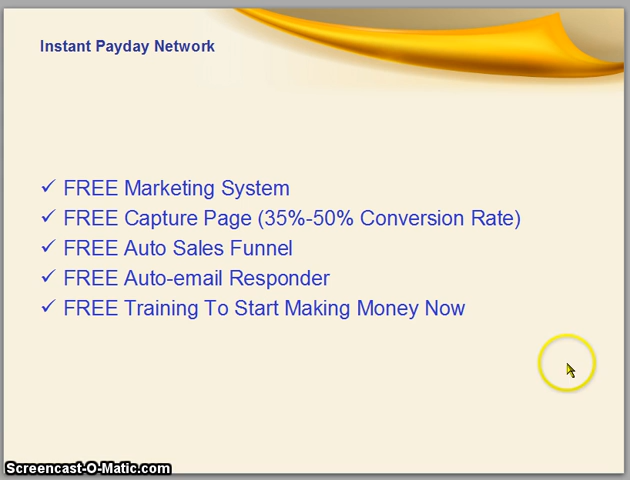 Instant Payday Network
✓ FREE Marketing System
✓ FREE Capture Page (35%-50% Conversion Rate)
✓ FREE Auto Sales Funnel
✓ FREE Auto-email Responder
✓ FREE Training To Start Making Money Now
Screencast-O-Matic.com